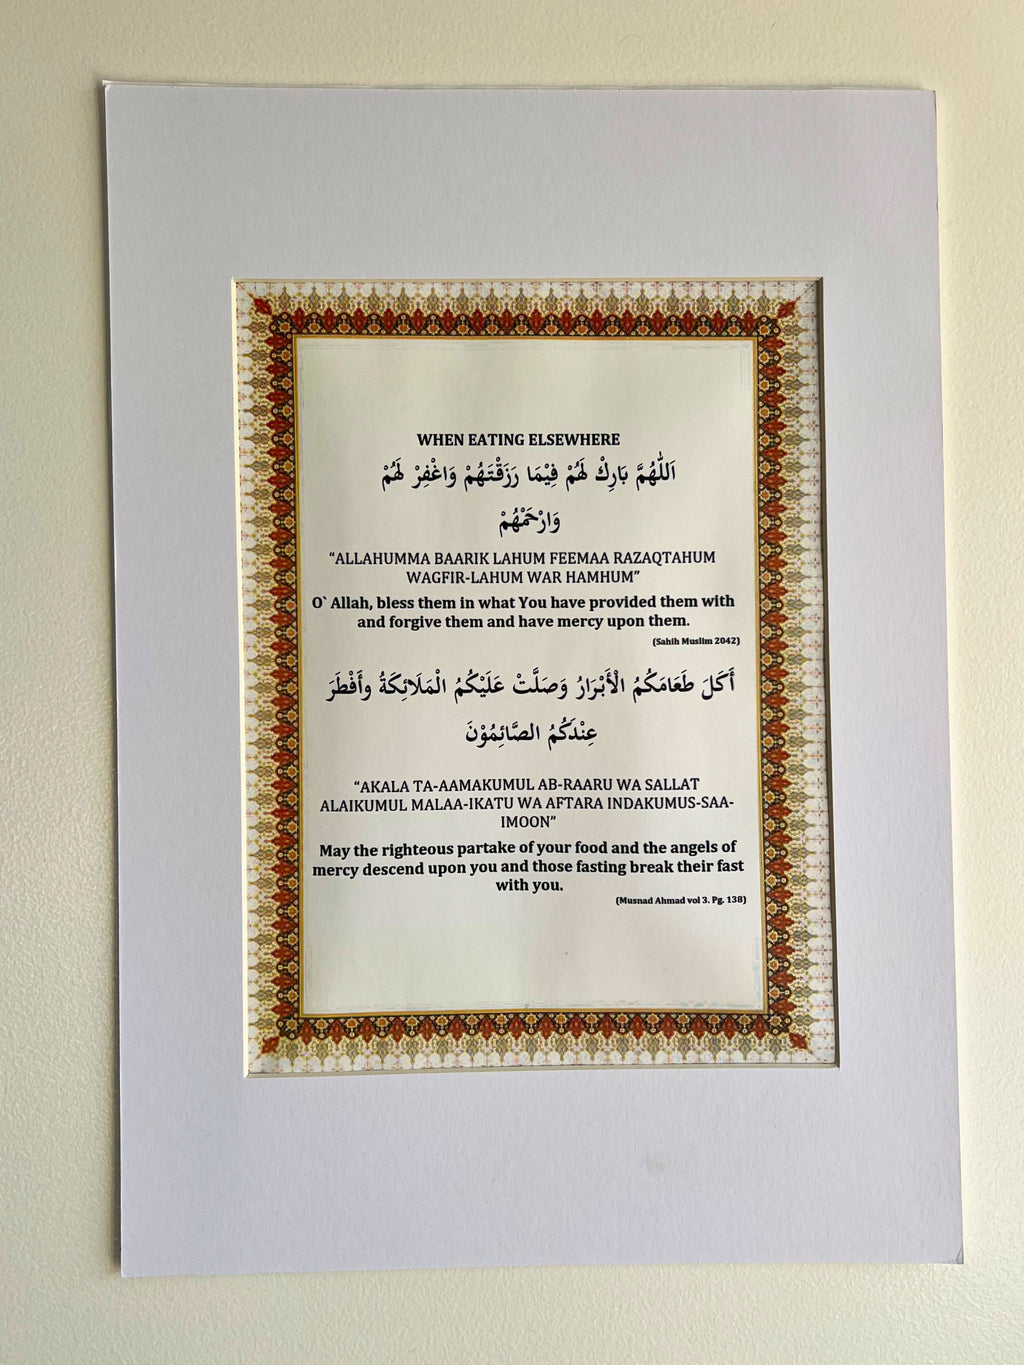 WHEN EATING ELSEWHERE
اَللّٰهُمَّ بَارِكْ لَهُمْ فِيْمَا رَزَقْتَهُمْ وَاغْفِرْ لَهُمْ
وَارْحَمْهُمْ
“ALLAHUMMA BAARIK LAHUM FEEMAA RAZAQTAHUM
WAGFIR-LAHUM WAR HAMHUM”
O` Allah, bless them in what You have provided them with
and forgive them and have mercy upon them.
(Sahih Muslim 2042)
أَكَلَ طَعَامَكُمُ الْأَبْرَارُ وَصَلَّتْ عَلَيْكُمُ الْمَلَائِكَةُ وأَفْطَرَ
عِنْدَكُمُ الصَّائِمُوْنَ
“AKALA TA-AAMAKUMUL AB-RAARU WA SALLAT
ALAIKUMUL MALAA-IKATU WA AFTARA INDAKUMUS-SAA-
IMOON”
May the righteous partake of your food and the angels of
mercy descend upon you and those fasting break their fast
with you.
(Musnad Ahmad vol 3. Pg. 138)